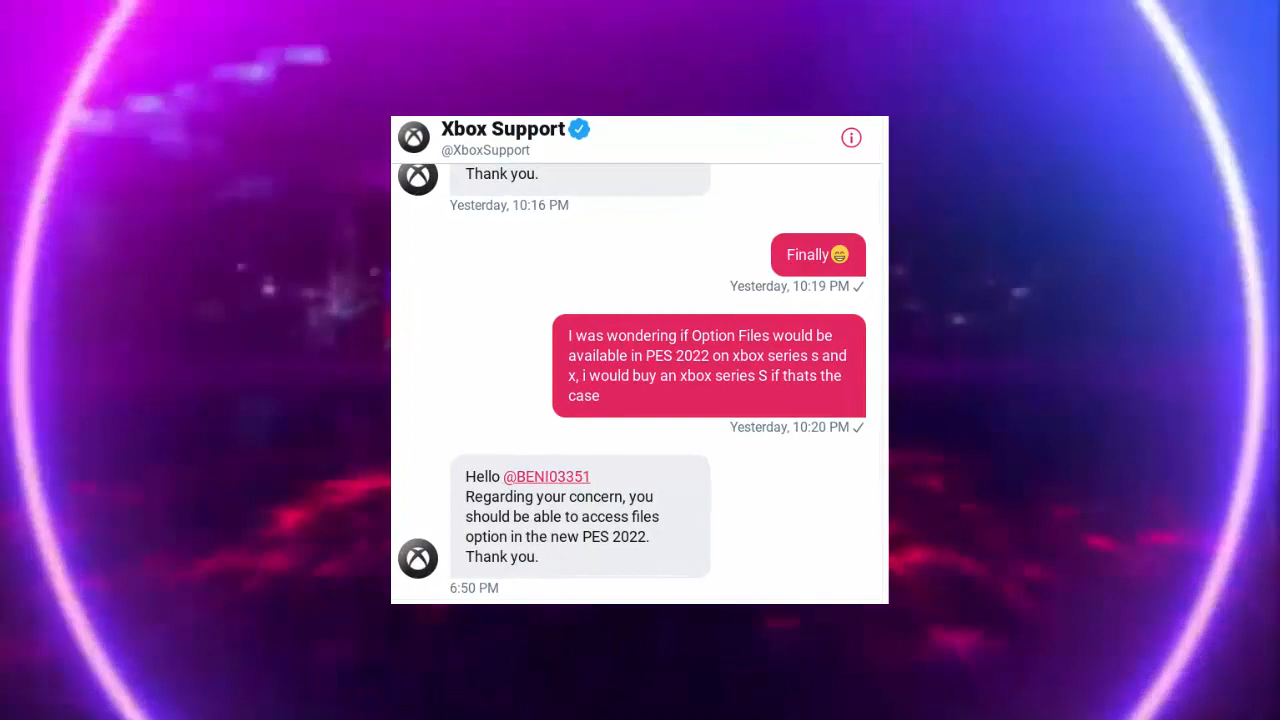 Xbox Support
@XboxSupport
Thank you.
Yesterday, 10:16 PM
Finally😁
Yesterday, 10:19 PM ✓
I was wondering if Option Files would be
available in PES 2022 on xbox series s and
x, i would buy an xbox series S if thats the
case
Yesterday, 10:20 PM ✓
Hello @BENI03351
Regarding your concern, you
should be able to access files
option in the new PES 2022.
Thank you.
6:50 PM